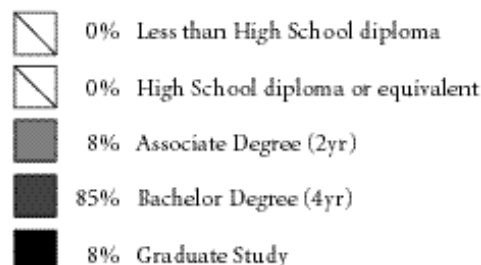 0% Less than High School diploma
0% High School diploma or equivalent
8% Associate Degree (2yr)
85% Bachelor Degree (4yr)
8% Graduate Study